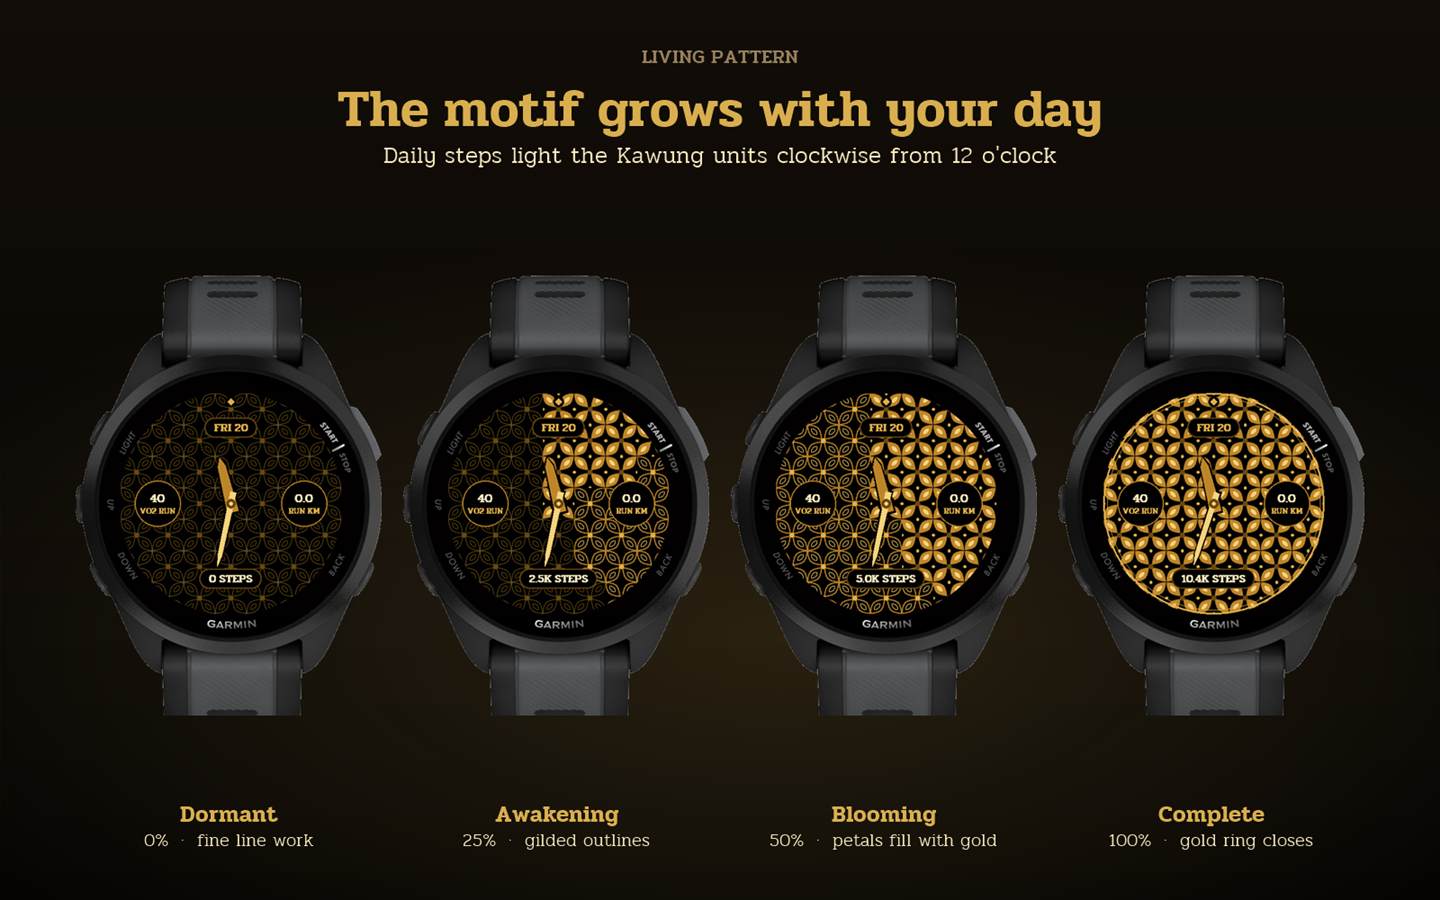 LIVING PATTERN
The motif grows with your day
Daily steps light the Kawung units clockwise from 12 o'clock
FRI 20
LIGHT
START
STOP
40
VO2 RUN
0.0
RUN KM
UP
DOWN
BACK
0 STEPS
GARMIN
FRI 20
LIGHT
START
STOP
40
VO2 RUN
0.0
RUN KM
UP
DOWN
BACK
2.5K STEPS
GARMIN
FRI 20
LIGHT
START
STOP
40
VO2 RUN
0.0
RUN KM
UP
DOWN
BACK
5.0K STEPS
GARMIN
FRI 20
LIGHT
START
STOP
40
VO2 RUN
0.0
RUN KM
UP
DOWN
BACK
10.4K STEPS
GARMIN
Dormant
0% · fine line work
Awakening
25% · gilded outlines
Blooming
50% · petals fill with gold
Complete
100% · gold ring closes